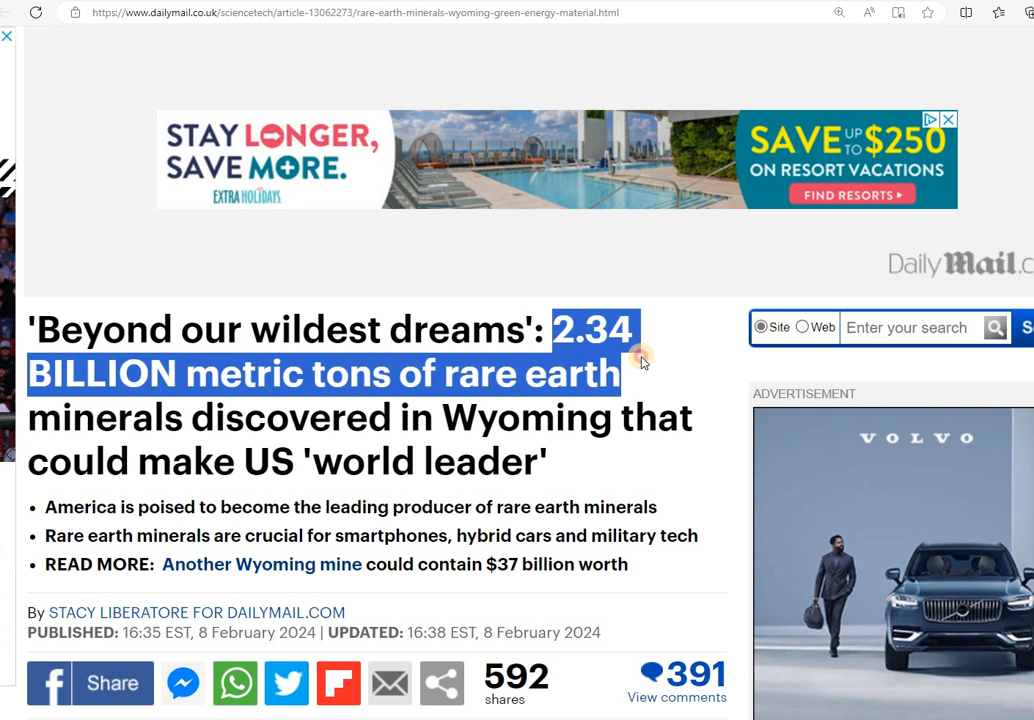 https://www.dailymail.co.uk/sciencetech/article-13062273/rare-earth-minerals-wyoming-green-energy-material.html
STAY LONGER,
SAVE MORE.
EXTRA HOLIDAYS
SAVE UP TO $250
ON RESORT VACATIONS
FIND RESORTS
Daily Mail.c
'Beyond our wildest dreams': 2.34
BILLION metric tons of rare earth
minerals discovered in Wyoming that
could make US 'world leader'
Site Web Enter your search S
America is poised to become the leading producer of rare earth minerals
Rare earth minerals are crucial for smartphones, hybrid cars and military tech
READ MORE: Another Wyoming mine could contain $37 billion worth
By STACY LIBERATORE FOR DAILYMAIL.COM
PUBLISHED: 16:35 EST, 8 February 2024 | UPDATED: 16:38 EST, 8 February 2024
f Share
592
shares
391
View comments
ADVERTISEMENT
VOLVO